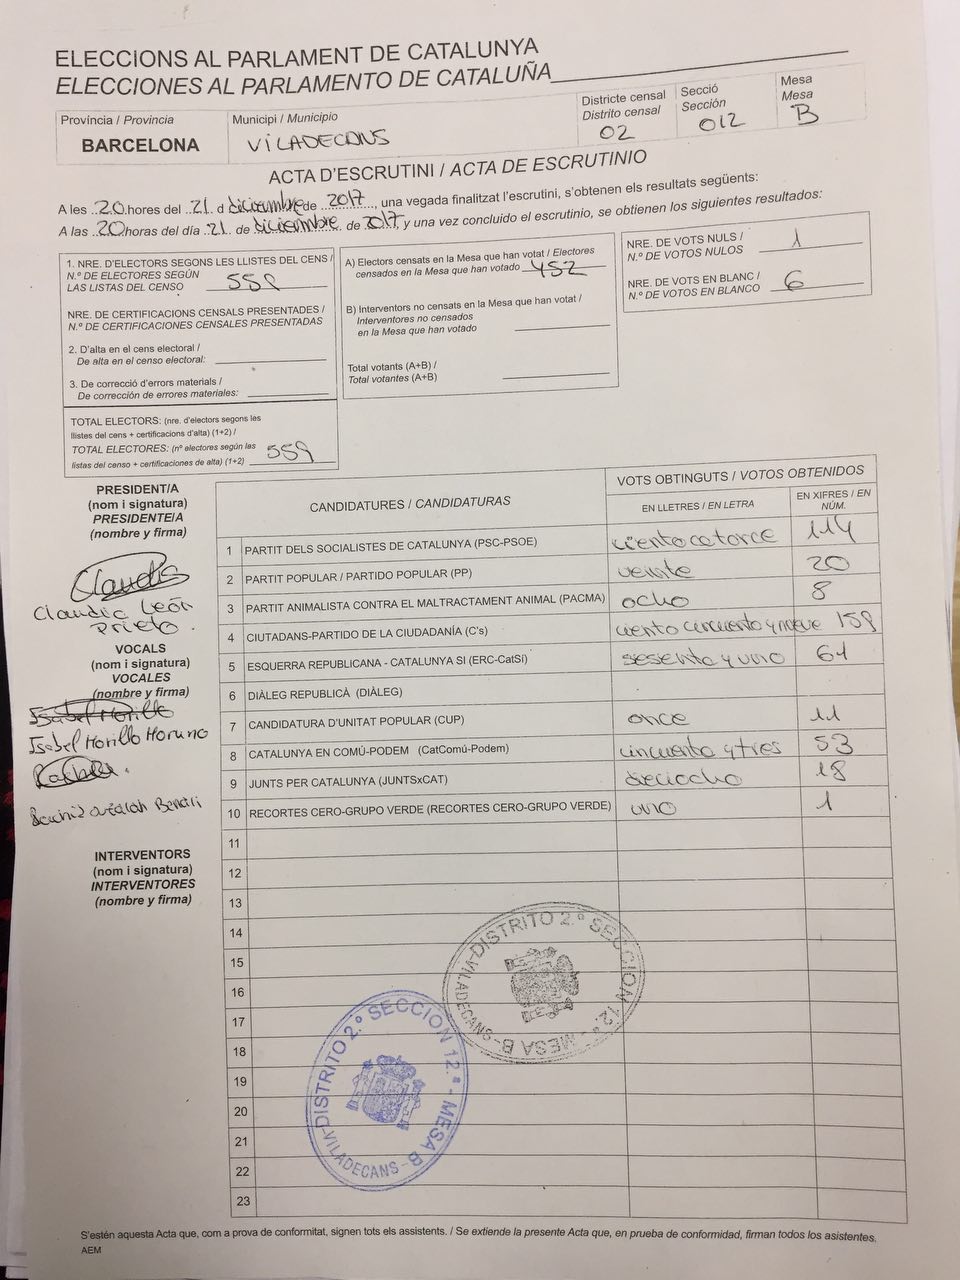 ELECCIONS AL PARLAMENT DE CATALUNYA
ELECCIONES AL PARLAMENTO DE CATALUÑA
Província / Provincia
BARCELONA
Municipi / Municipio
VILADECANS
Districte censal
Distrito censal
02
Secció
Sección
012
Mesa
Mesa
B
ACTA D'ESCRUTINI / ACTA DE ESCRUTINIO
A les ..20.hores del ..21. d diciembre de ..2017..., una vegada finalitzat l'escrutini, s'obtenen els resultats següents:
A las ..20.horas del día .21. de diciembre. de 2017, y una vez concluido el escrutinio, se obtienen los siguientes resultados:
1. NRE. D'ELECTORS SEGONS LES LLISTES DEL CENS /
N.º DE ELECTORES SEGÚN
LAS LISTAS DEL CENSO 559
NRE. DE CERTIFICACIONS CENSALS PRESENTADES /
N.º DE CERTIFICACIONES CENSALES PRESENTADAS
2. D'alta en el cens electoral /
De alta en el censo electoral:
3. De correcció d'errors materials /
De corrección de errores materiales:
TOTAL ELECTORS: (nre. d'electors segons les
llistes del cens + certificacions d'alta) (1+2) /
TOTAL ELECTORES: (nº electores según las
listas del censo + certificaciones de alta) (1+2) 559
A) Electors censats en la Mesa que han votat / Electores
censados en la Mesa que han votado 452
B) Interventors no censats en la Mesa que han votat /
Interventores no censados
en la Mesa que han votado
Total votants (A+B) /
Total votantes (A+B)
NRE. DE VOTS NULS /
N.º DE VOTOS NULOS 1
NRE. DE VOTS EN BLANC /
N.º DE VOTOS EN BLANCO 6
PRESIDENT/A
(nom i signatura)
PRESIDENTE/A
(nombre y firma)
Claudia
Claudia León
Prieto
VOCALS
(nom i signatura)
VOCALES
(nombre y firma)
Isabel Morillo
Isabel Morillo Moruno
INTERVENTORS
(nom i signatura)
INTERVENTORES
(nombre y firma)
CANDIDATURES / CANDIDATURAS
VOTS OBTINGUTS / VOTOS OBTENIDOS
EN LLETRES / EN LETRA
EN XIFRES / EN NÚM.
1 PARTIT DELS SOCIALISTES DE CATALUNYA (PSC-PSOE) ciento catorce 114
2 PARTIT POPULAR / PARTIDO POPULAR (PP) veinte 20
3 PARTIT ANIMALISTA CONTRA EL MALTRACTAMENT ANIMAL (PACMA) ocho 8
4 CIUTADANS-PARTIDO DE LA CIUDADANÍA (C's) ciento cincuenta y nueve 159
5 ESQUERRA REPUBLICANA - CATALUNYA SÍ (ERC-CatSí) sesenta y uno 61
6 DIÀLEG REPUBLICÀ (DIÀLEG)
7 CANDIDATURA D'UNITAT POPULAR (CUP) once 11
8 CATALUNYA EN COMÚ-PODEM (CatComú-Podem) cincuenta y tres 53
9 JUNTS PER CATALUNYA (JUNTSxCAT) dieciocho 18
10 RECORTES CERO-GRUPO VERDE (RECORTES CERO-GRUPO VERDE) uno 1
11
12
13
14
15
16
17
18
19
20
21
22
23
DISTRITO 2.º SECCION 12.ª - MESA B - VILADECANS -
DISTRITO 2.º SECCION 12.ª - MESA B - VILADECANS -
S'estén aquesta Acta que, com a prova de conformitat, signen tots els assistents. / Se extiende la presente Acta que, en prueba de conformidad, firman todos los asistentes.
AEM